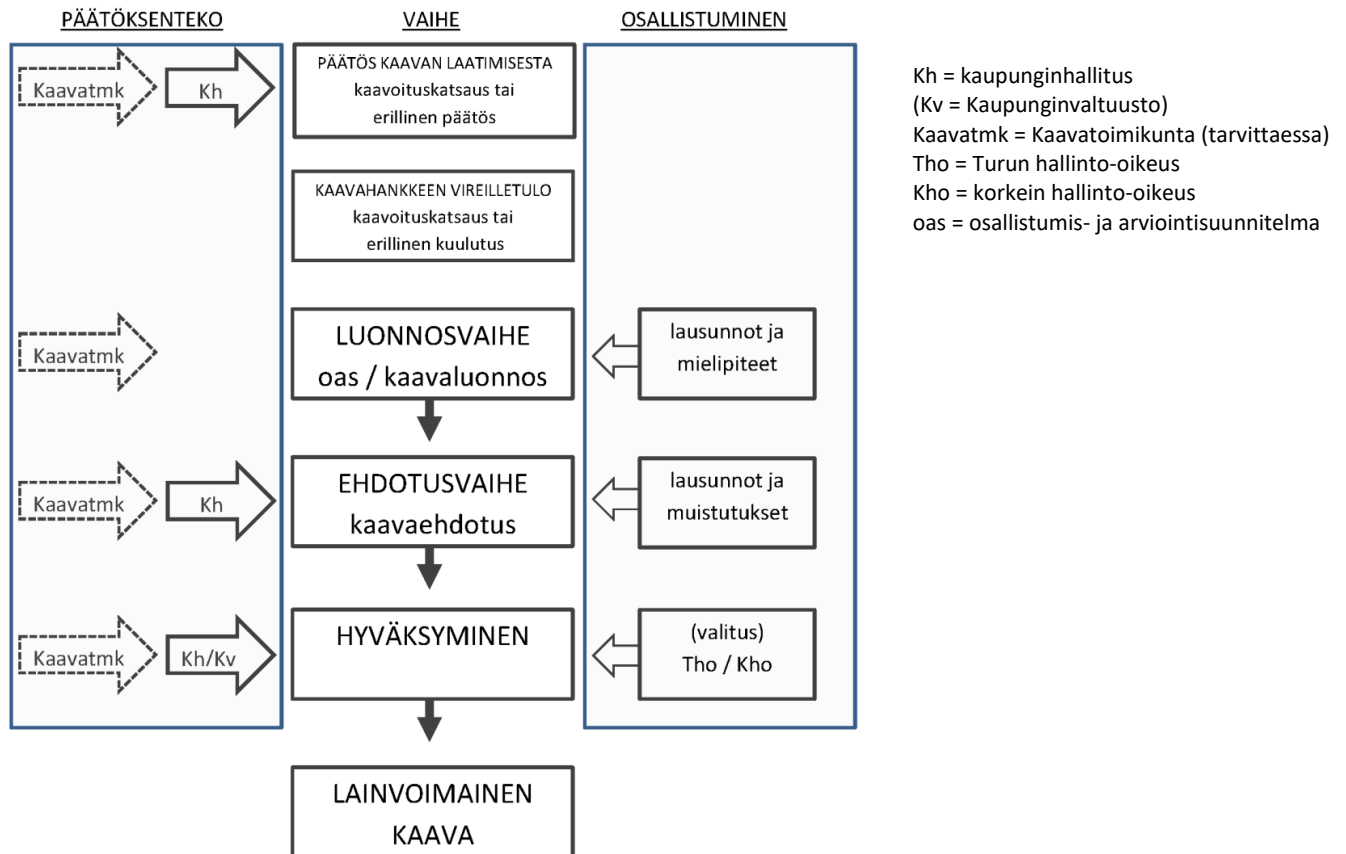 PÄÄTÖKSENTEKO
VAIHE
OSALLISTUMINEN
Kaavatmk
Kh
PÄÄTÖS KAAVAN LAATIMISESTA
kaavoituskatsaus tai
erillinen päätös
KAAVAHANKKEEN VIREILLETULO
kaavoituskatsaus tai
erillinen kuulutus
Kaavatmk
LUONNOSVAIHE
oas / kaavaluonnos
lausunnot ja
mielipiteet
Kaavatmk
Kh
EHDOTUSVAIHE
kaavaehdotus
lausunnot ja
muistutukset
Kaavatmk
Kh/Kv
HYVÄKSYMINEN
(valitus)
Tho / Kho
LAINVOIMAINEN
KAAVA
Kh = kaupunginhallitus
(Kv = Kaupunginvaltuusto)
Kaavatmk = Kaavatoimikunta (tarvittaessa)
Tho = Turun hallinto-oikeus
Kho = korkein hallinto-oikeus
oas = osallistumis- ja arviointisuunnitelma